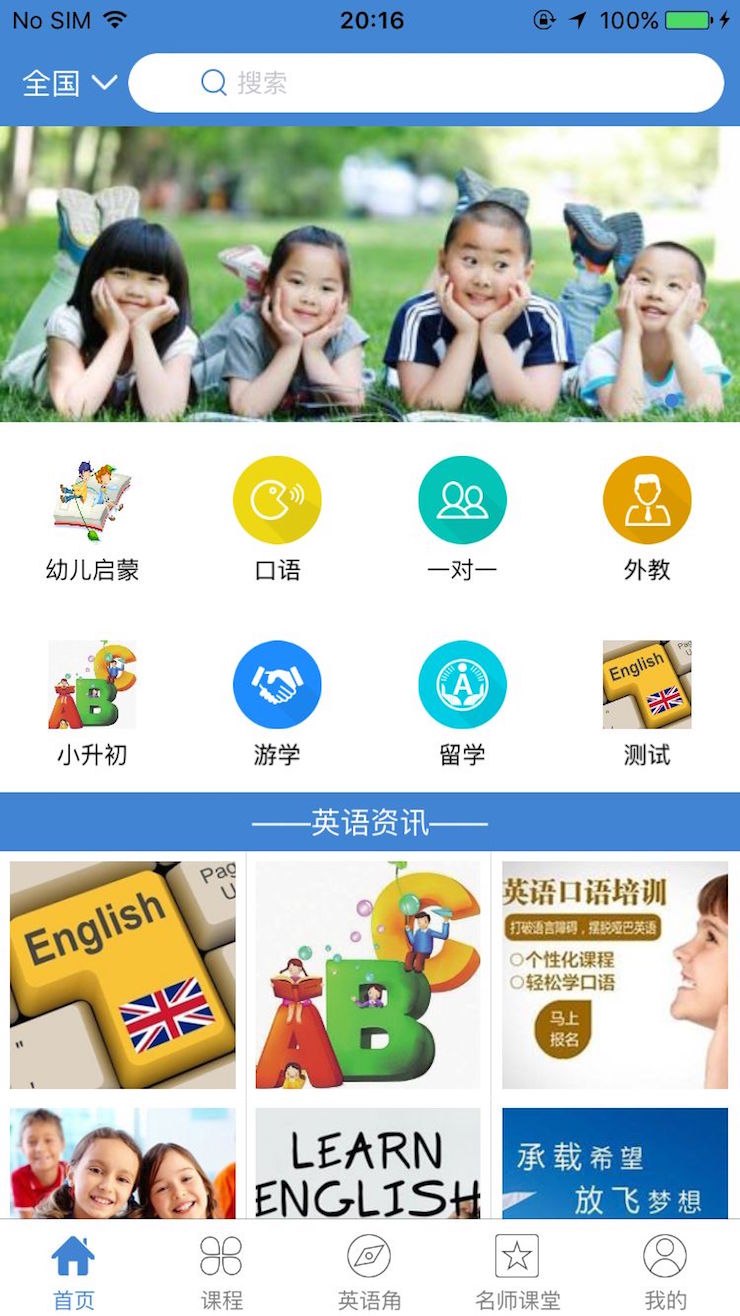 No SIM 20:16 100%
全国 搜索
幼儿启蒙 口语 一对一 外教
English
Pag
U
A B C
小升初 游学 留学 测试
英语资讯
English
Pag
U
"
,
A B C
英语口语培训
打破语言障碍，摆脱哑巴英语
个性化课程
轻松学口语
马上
报名
LEARN
ENGLISH
承载希望
放飞梦想
首页 课程 英语角 名师课堂 我的